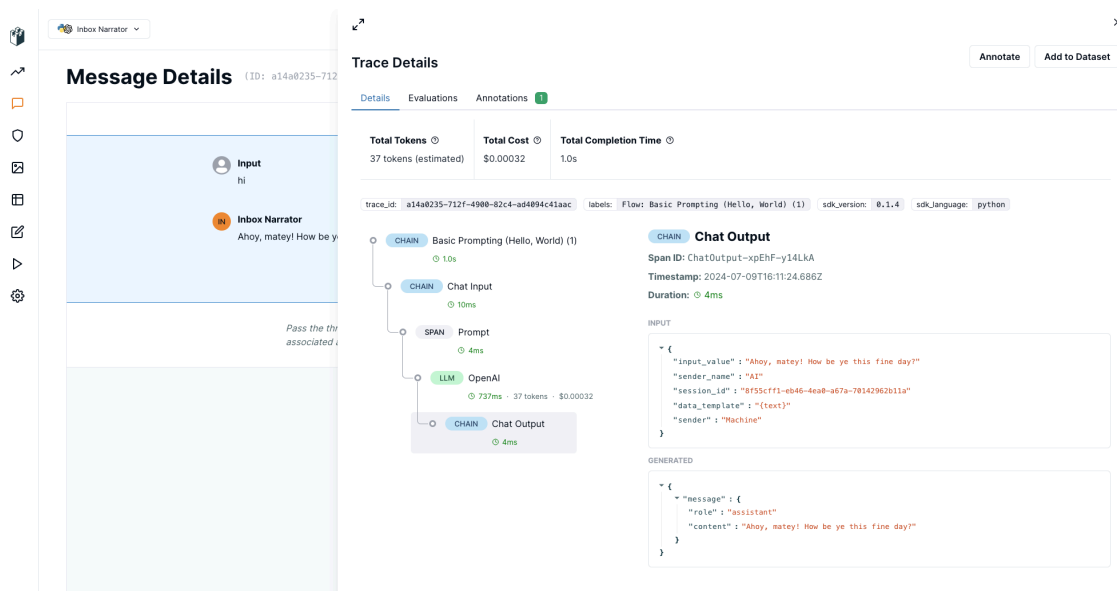 Inbox Narrator
Message Details (ID: a14a0235-712
Input
hi
IN
Inbox Narrator
Ahoy, matey! How be y
Pass the thr
associated
Trace Details
Annotate
Add to Dataset
Details Evaluations Annotations 1
Total Tokens
37 tokens (estimated)
Total Cost
$0.00032
Total Completion Time
1.0s
trace_id: a14a0235-712f-4900-82c4-ad4094c41aac labels: Flow: Basic Prompting (Hello, World) (1) sdk_version: 0.1.4 sdk_language: python
CHAIN Basic Prompting (Hello, World) (1)
1.0s
CHAIN Chat Input
10ms
SPAN Prompt
4ms
LLM OpenAI
737ms · 37 tokens · $0.00032
CHAIN Chat Output
4ms
CHAIN Chat Output
Span ID: ChatOutput-xpEhF-y14LkA
Timestamp: 2024-07-09T16:11:24.686Z
Duration: 4ms
INPUT
{
"input_value" : "Ahoy, matey! How be ye this fine day?"
"sender_name" : "AI"
"session_id" : "8f55cff1-eb46-4ea0-a67a-70142962b11a"
"data_template" : "{text}"
"sender" : "Machine"
}
GENERATED
{
"message" : {
"role" : "assistant"
"content" : "Ahoy, matey! How be ye this fine day?"
}
}